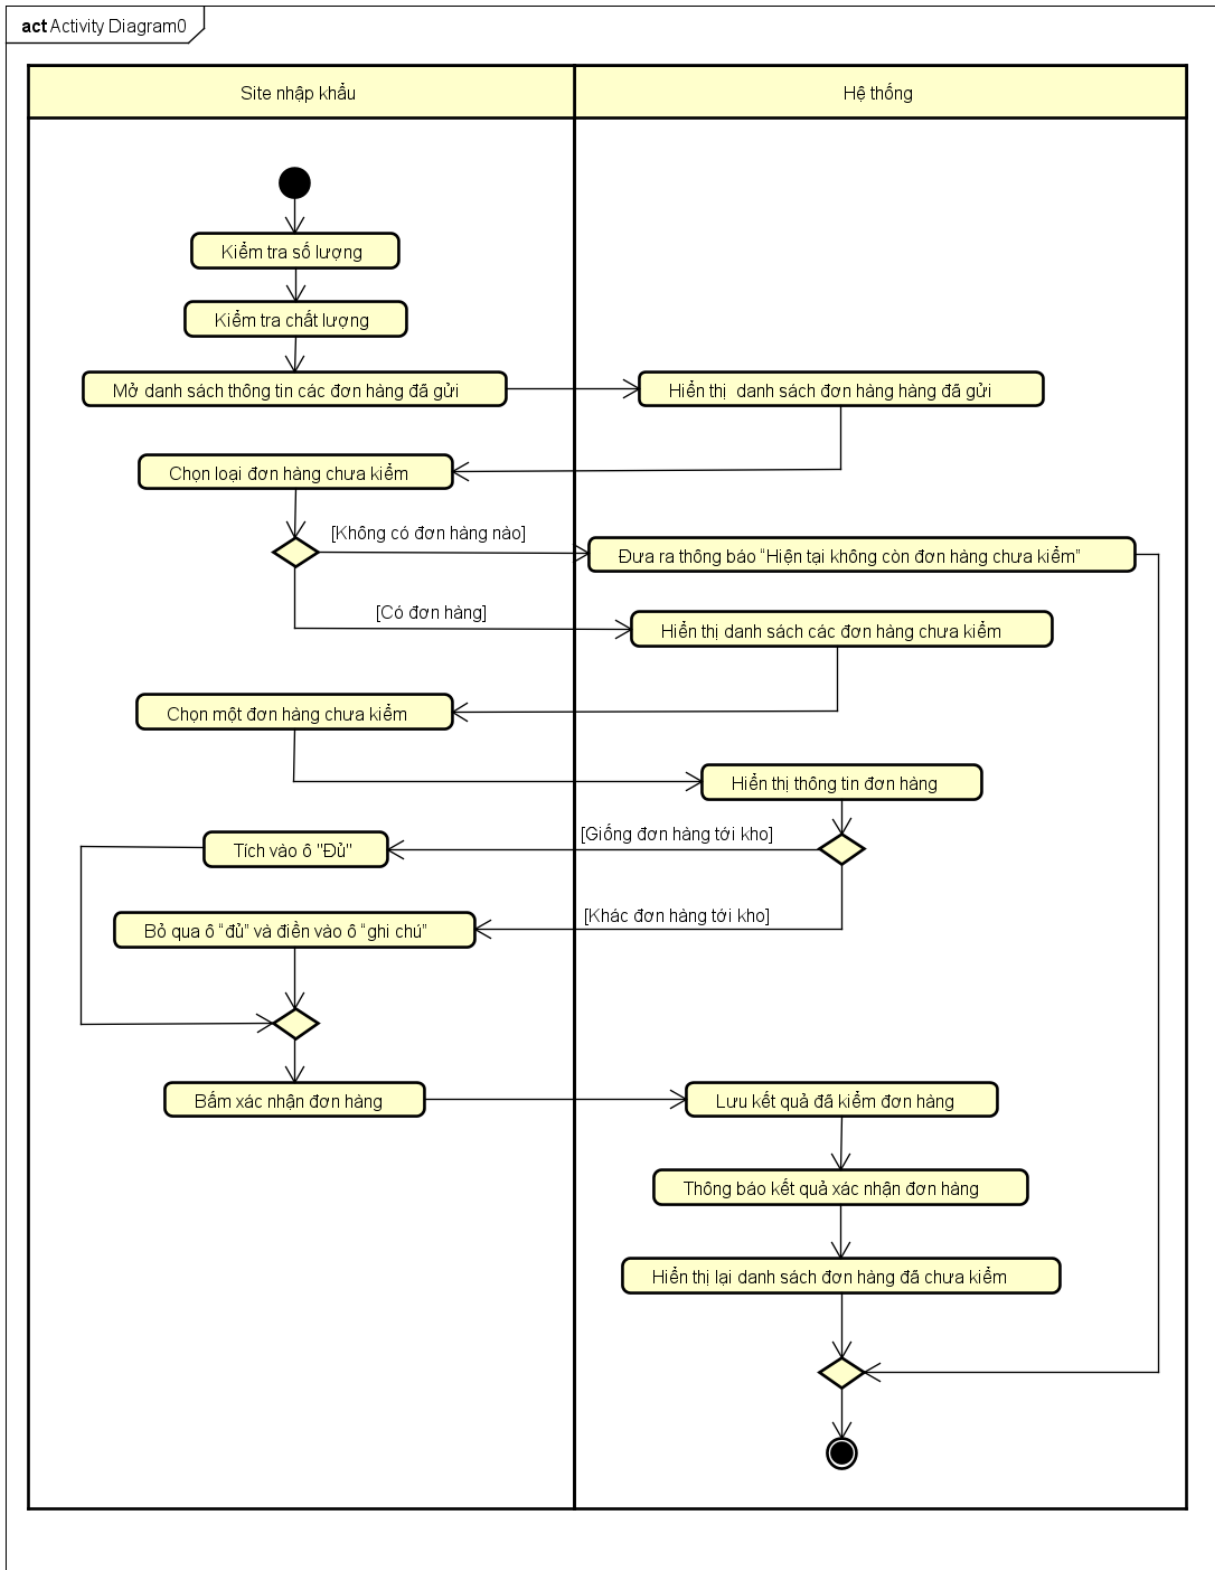 act Activity Diagram0
Site nhập khẩu
Hệ thống
Kiểm tra số lượng
Kiểm tra chất lượng
Mở danh sách thông tin các đơn hàng đã gửi
Hiển thị danh sách đơn hàng hàng đã gửi
Chọn loại đơn hàng chưa kiểm
[Không có đơn hàng nào]
Đưa ra thông báo “Hiện tại không còn đơn hàng chưa kiểm”
[Có đơn hàng]
Hiển thị danh sách các đơn hàng chưa kiểm
Chọn một đơn hàng chưa kiểm
Hiển thị thông tin đơn hàng
[Giống đơn hàng tới kho]
Tích vào ô "Đủ"
[Khác đơn hàng tới kho]
Bỏ qua ô “đủ” và điền vào ô “ghi chú”
Bấm xác nhận đơn hàng
Lưu kết quả đã kiểm đơn hàng
Thông báo kết quả xác nhận đơn hàng
Hiển thị lại danh sách đơn hàng đã chưa kiểm